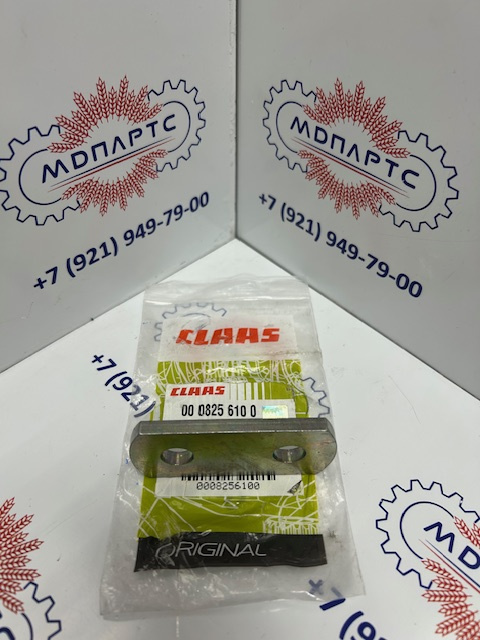 МДПАРТС
+7 (921) 949-79-00
МДПАРТС
+7 (921) 949-79-00
CLAAS
+7 (921)
CLAAS
00 0825 610 0
0008256100
ORIGINAL